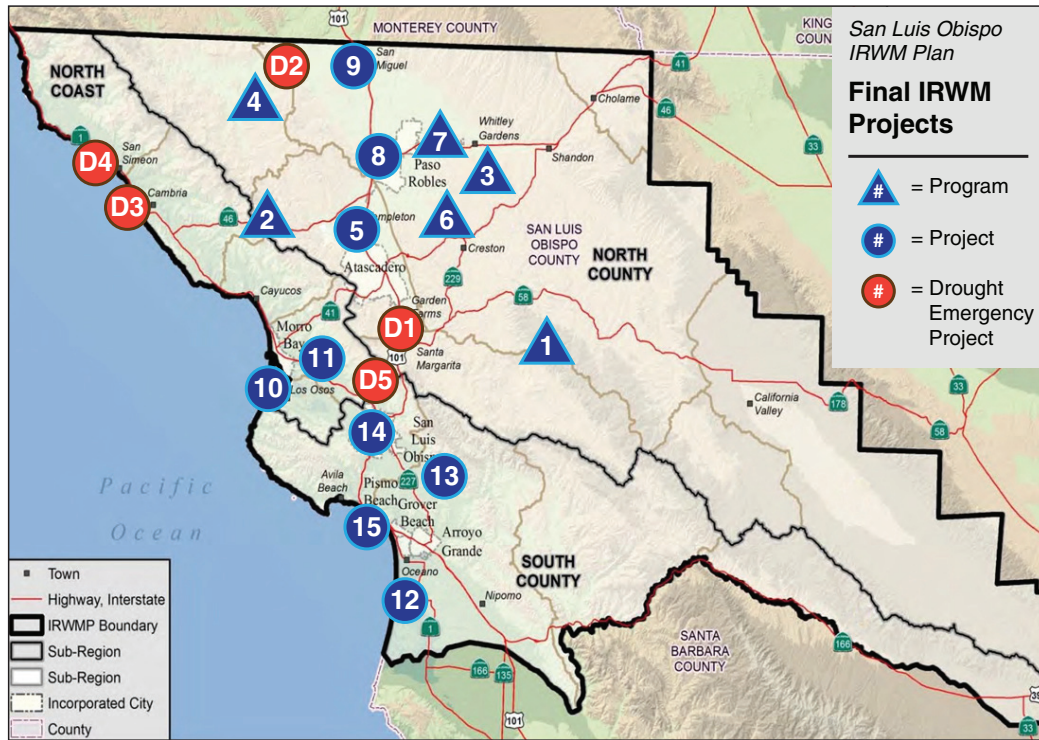 San Luis Obispo
IRWM Plan
Final IRWM
Projects
# = Program
# = Project
# = Drought
Emergency
Project
101
MONTEREY COUNTY
NORTH
COAST
D2
9
San
Miguel
41
4
Cholame
46
33
1
7
Whitley
Gardens
8
Shandon
D4
San
Simeon
Paso
Robles
3
D3
Cambria
46
2
5
6
SAN LUIS
OBISPO
COUNTY
Creston
NORTH
COUNTY
Atascadero
229
58
Cayucos
41
Garden
D1
Morro
Bay
101
Santa
Margarita
1
11
D5
10
Los Osos
33
California
Valley
178
58
14
San
Luis
13
Avila
Beach
Pismo
Beach
227
Grover
Beach
Pacific
Ocean
15
Arroyo
Grande
Oceano
SOUTH
COUNTY
12
Nipomo
1
SANTA
BARBARA
COUNTY
166
166
135
101
33
Town
Highway, Interstate
IRWMP Boundary
Sub-Region
Sub-Region
Incorporated City
County